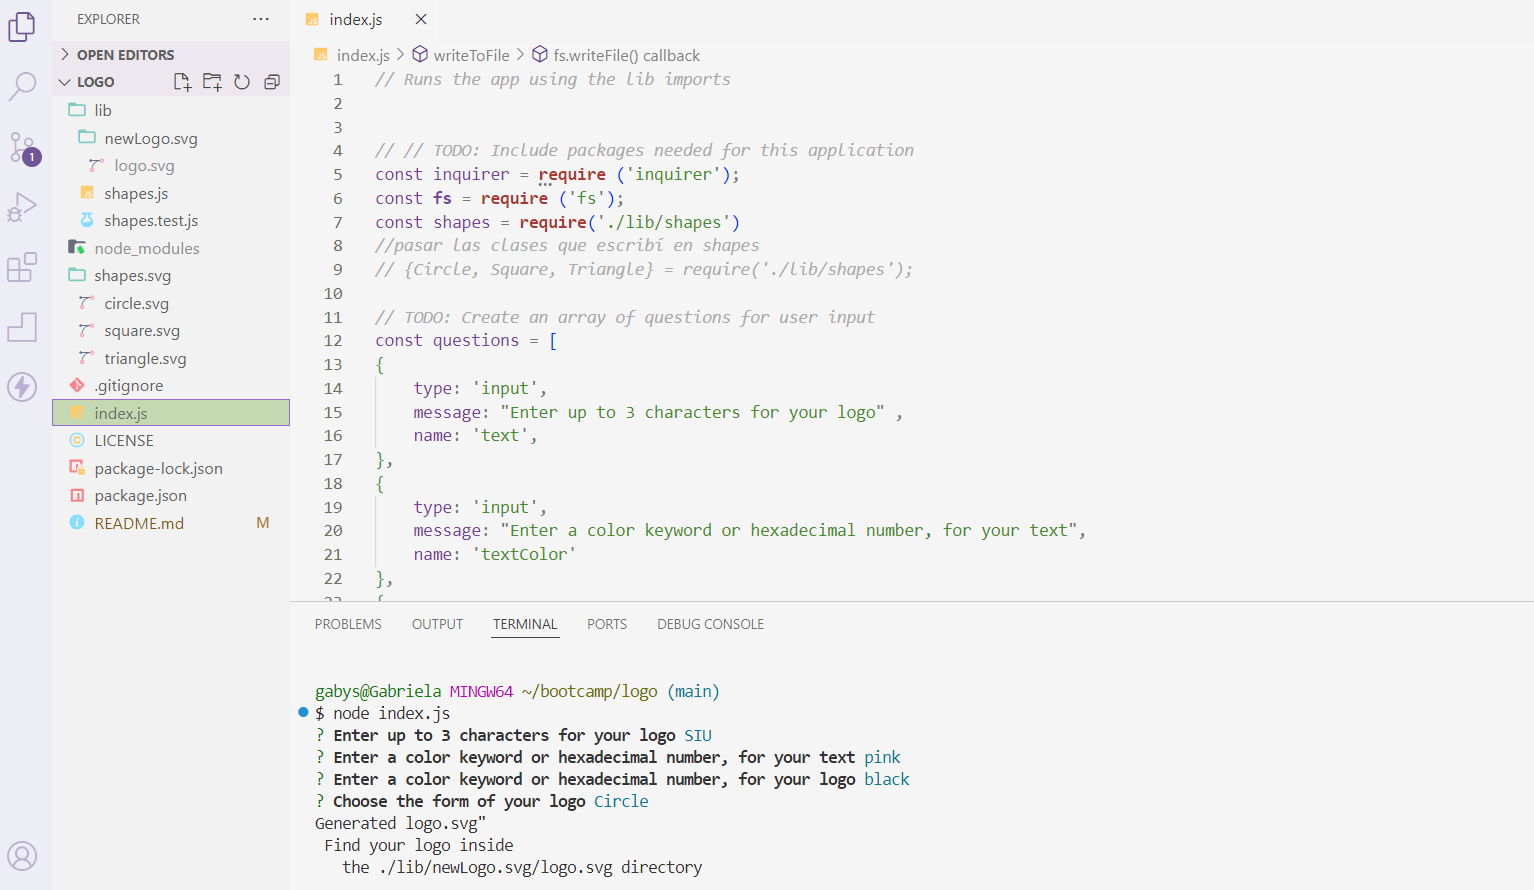 EXPLORER
···
OPEN EDITORS
LOGO
lib
newLogo.svg
logo.svg
JS shapes.js
shapes.test.js
node_modules
shapes.svg
circle.svg
square.svg
triangle.svg
.gitignore
index.js
LICENSE
package-lock.json
package.json
README.md M
1
JS index.js
JS index.js > writeToFile > fs.writeFile() callback
1 // Runs the app using the lib imports
2
3
4 // // TODO: Include packages needed for this application
5 const inquirer = require ('inquirer');
6 const fs = require ('fs');
7 const shapes = require('./lib/shapes')
8 //pasar las clases que escribí en shapes
9 // {Circle, Square, Triangle} = require('./lib/shapes');
10
11 // TODO: Create an array of questions for user input
12 const questions = [
13 {
14 type: 'input',
15 message: "Enter up to 3 characters for your logo" ,
16 name: 'text',
17 },
18 {
19 type: 'input',
20 message: "Enter a color keyword or hexadecimal number, for your text",
21 name: 'textColor'
22 },
PROBLEMS OUTPUT TERMINAL PORTS DEBUG CONSOLE
gabys@Gabriela MINGW64 ~/bootcamp/logo (main)
$ node index.js
? Enter up to 3 characters for your logo SIU
? Enter a color keyword or hexadecimal number, for your text pink
? Enter a color keyword or hexadecimal number, for your logo black
? Choose the form of your logo Circle
Generated logo.svg"
Find your logo inside
the ./lib/newLogo.svg/logo.svg directory